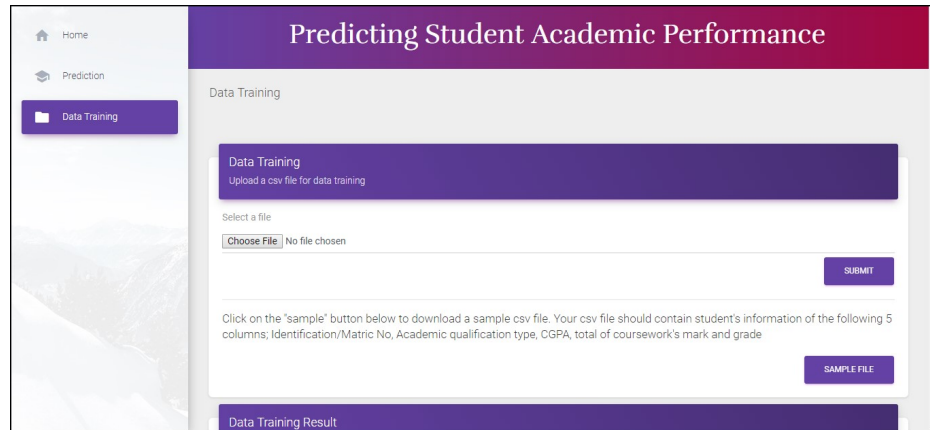 Home
Prediction
Data Training
Predicting Student Academic Performance
Data Training
Data Training
Upload a csv file for data training
Select a file
Choose File No file chosen
SUBMIT
Click on the "sample" button below to download a sample csv file. Your csv file should contain student's information of the following 5
columns; Identification/Matric No, Academic qualification type, CGPA, total of coursework's mark and grade
SAMPLE FILE
Data Training Result